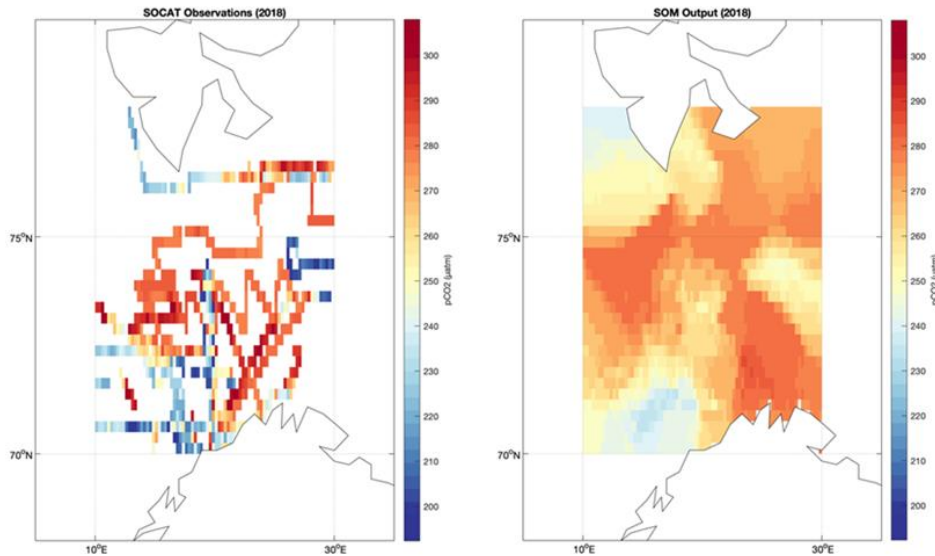 SOCAT Observations (2018)
300
290
280
270
260
250
240
230
220
210
200
pCO2 (µatm)
75°N
70°N
10°E
30°E
SOM Output (2018)
300
290
280
270
260
250
240
230
220
210
200
pCO2 (µatm)
75°N
70°N
10°E
30°E